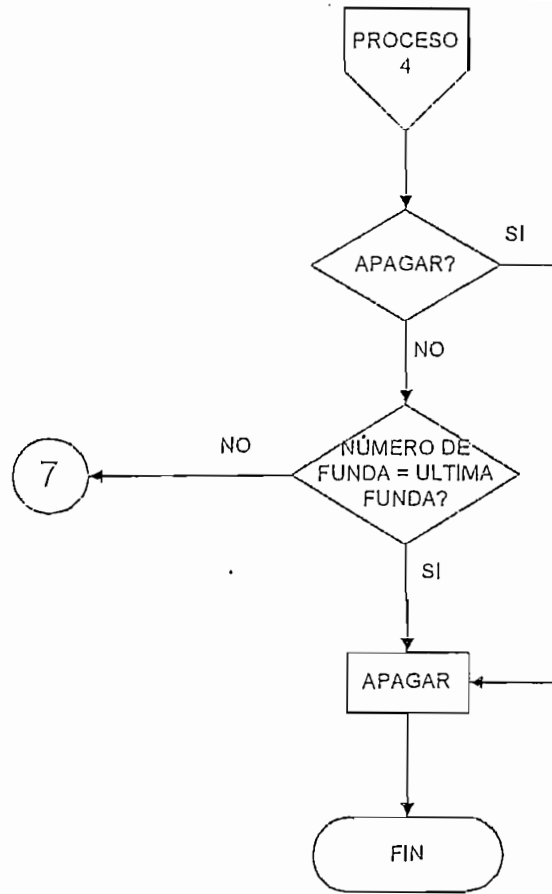 PROCESO
4
APAGAR?
SI
NO
NÚMERO DE
FUNDA = ULTIMA
FUNDA?
NO
7
SI
APAGAR
FIN